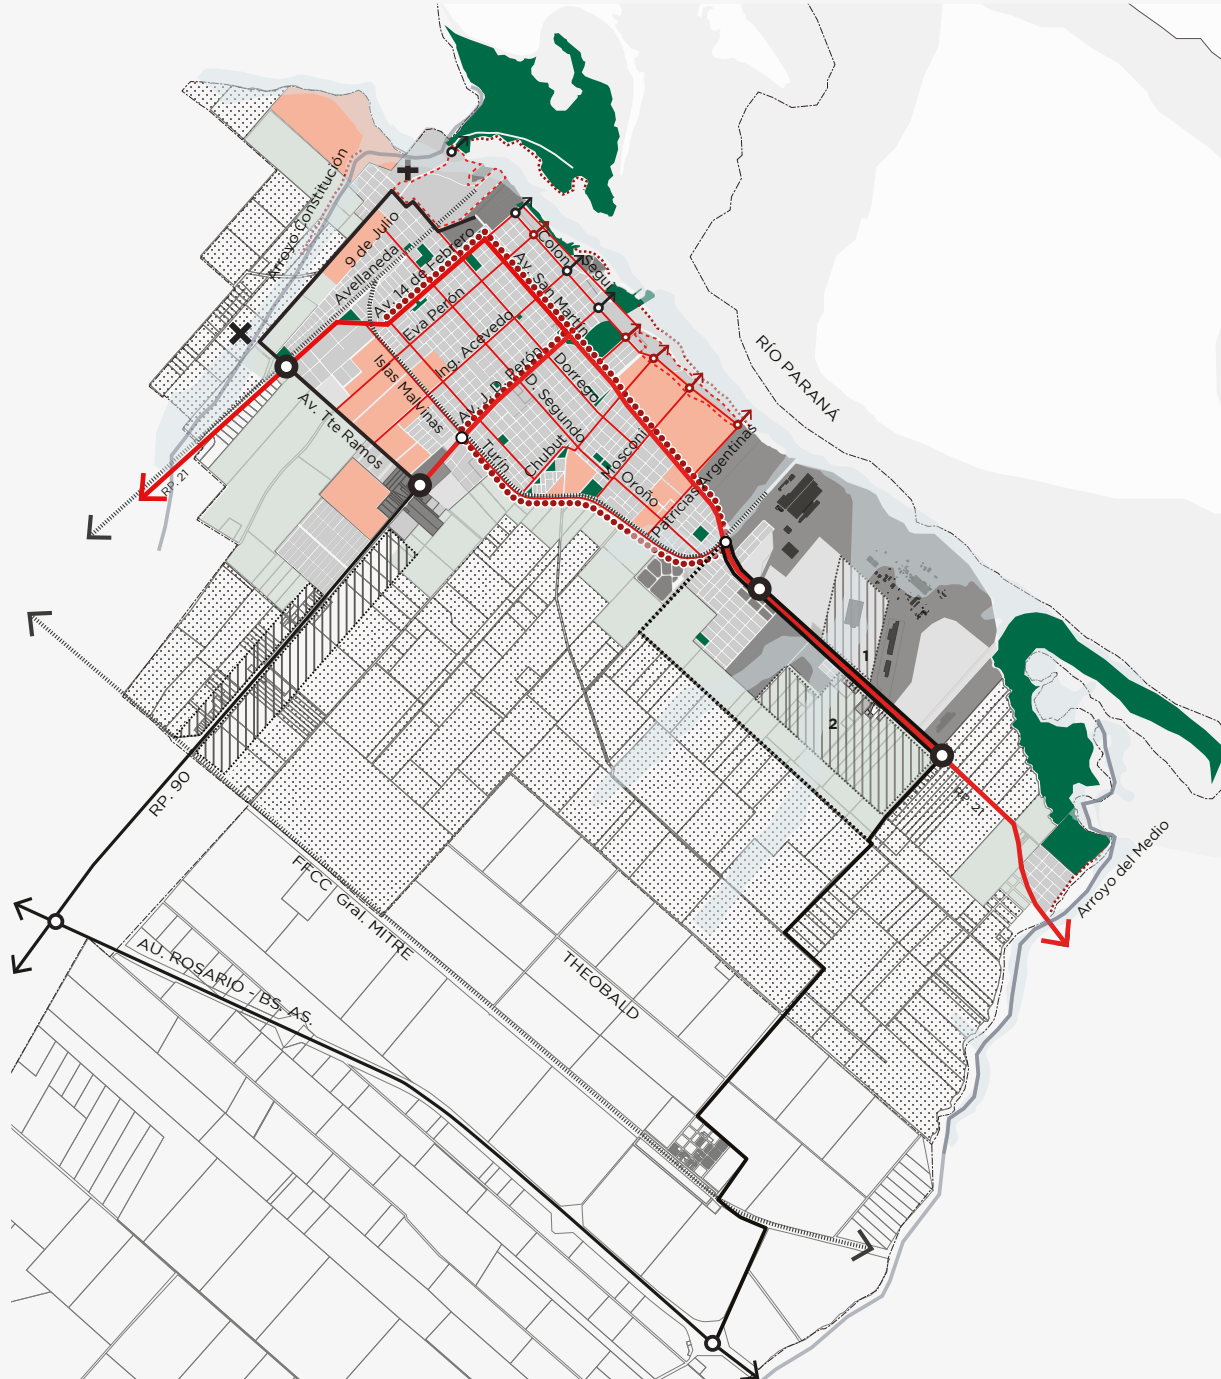 Arroyo Constitución
9 de Julio
Avellaneda
Av. 14 de Febrero
Eva Perón
Ing. Acevedo
Av. J. D. Perón
Islas Malvinas
Av. Tte Ramos
Av. San Martín
Colon
Segui
Dorrego
D. Segundo
Turín
Chubut
Mosconi
Oroño
Patricias Argentinas
RÍO PARANÁ
RP. 21
1
2
RP. 21
RP. 90
Arroyo del Medio
FFCC Gral MITRE
AU. ROSARIO - BS. AS.
THEOBALD